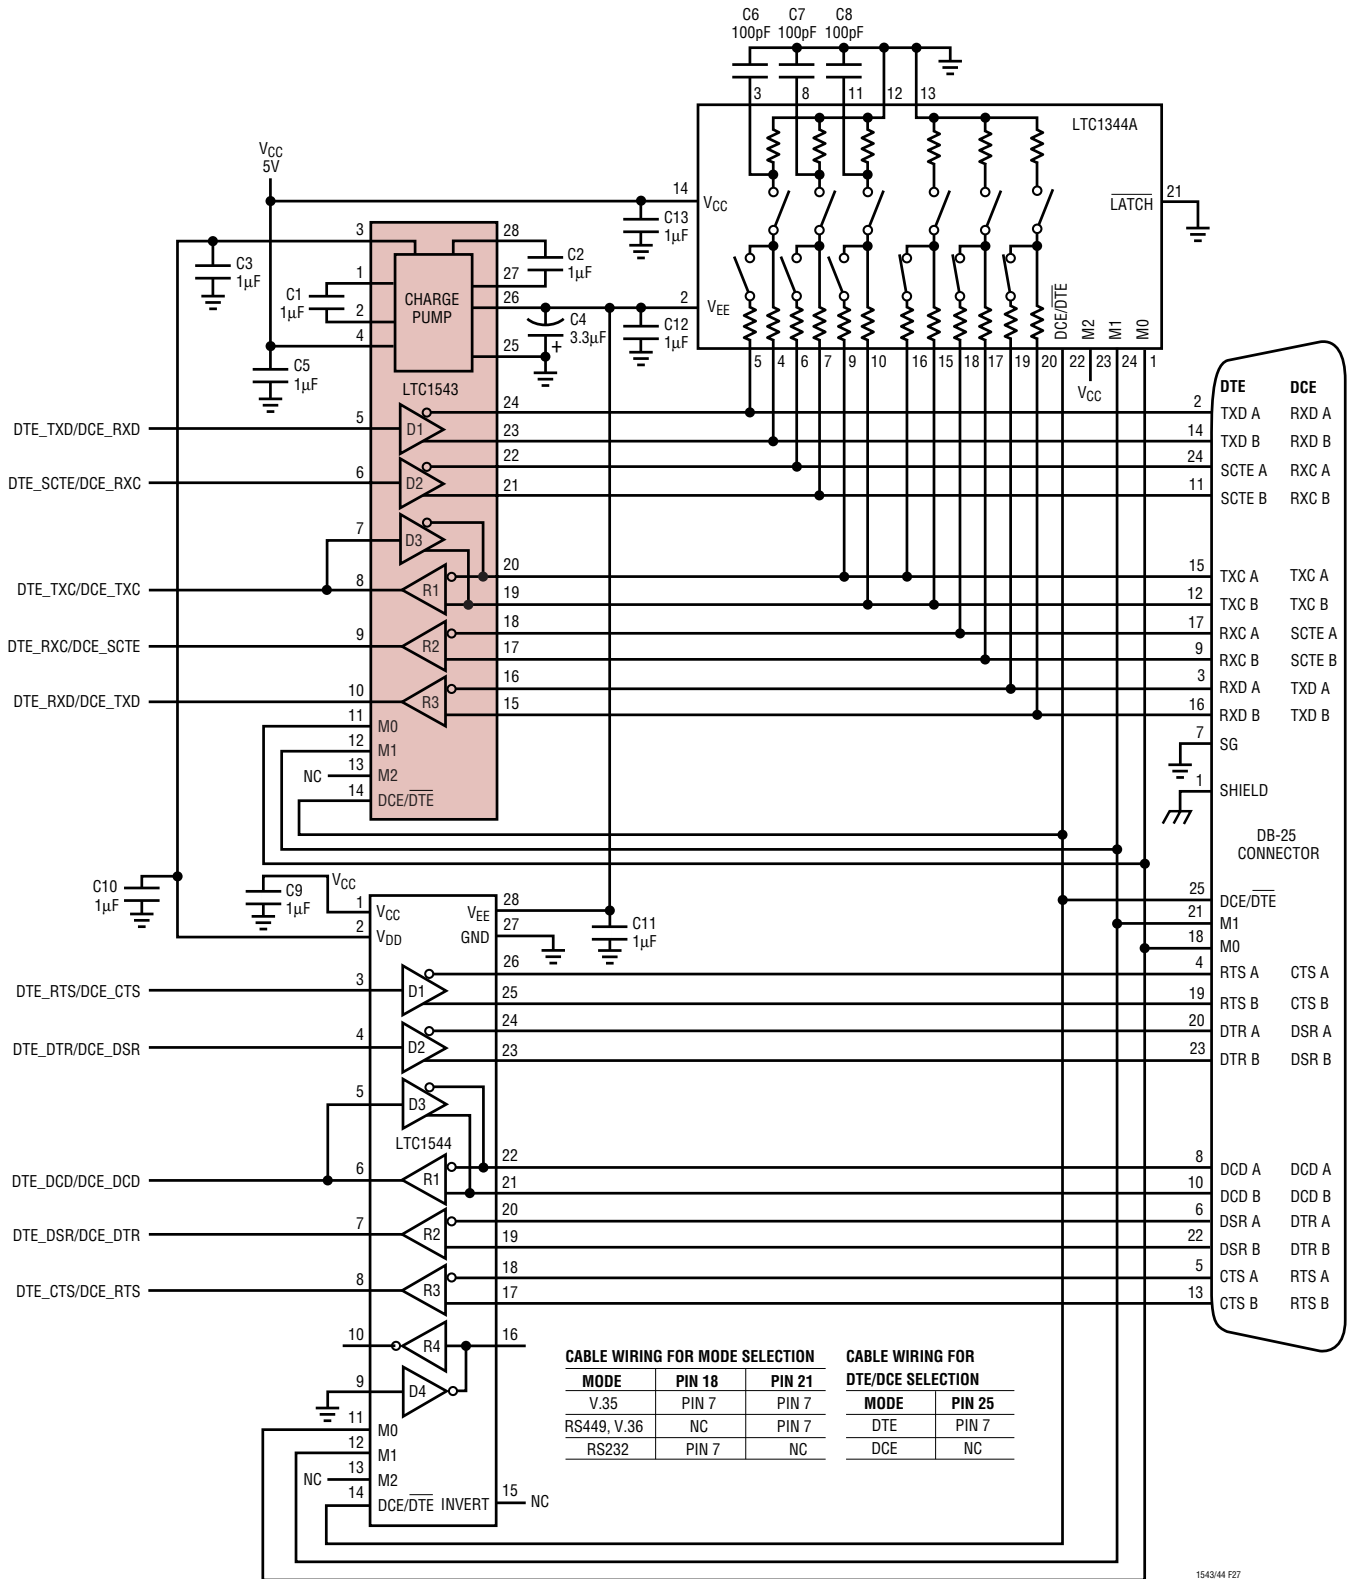 C6 C7 C8
100pF 100pF 100pF
3 8 11 12 13
LTC1344A
VCC
5V
14 VCC
C13
1µF
LATCH 21
3 28
C3
1µF
C2
1µF
1 27
C1
1µF
CHARGE
PUMP
26 2 VEE
2
C4
3.3µF
+
C12
1µF
4 25
C5
1µF
DCE/DTE M2 M1 M0
5 4 6 7 9 10 16 15 18 17 19 20 22 23 24 1
VCC
LTC1543
DTE DCE
DTE_TXD/DCE_RXD 5 D1 24 2 TXD A RXD A
23 14 TXD B RXD B
DTE_SCTE/DCE_RXC 6 D2 22 24 SCTE A RXC A
21 11 SCTE B RXC B
7 D3
DTE_TXC/DCE_TXC 8 R1 20 15 TXC A TXC A
19 12 TXC B TXC B
DTE_RXC/DCE_SCTE 9 R2 18 17 RXC A SCTE A
17 9 RXC B SCTE B
DTE_RXD/DCE_TXD 10 R3 16 3 RXD A TXD A
15 16 RXD B TXD B
11 M0
12 M1
NC 13 M2
14 DCE/DTE
7 SG
1 SHIELD
DB-25
CONNECTOR
C10
1µF
C9
1µF
VCC
1 VCC VEE 28
2 VDD GND 27
C11
1µF
25 DCE/DTE
21 M1
18 M0
DTE_RTS/DCE_CTS 3 D1 26 4 RTS A CTS A
25 19 RTS B CTS B
DTE_DTR/DCE_DSR 4 D2 24 20 DTR A DSR A
23 23 DTR B DSR B
5 D3
LTC1544
DTE_DCD/DCE_DCD 6 R1 22 8 DCD A DCD A
21 10 DCD B DCD B
DTE_DSR/DCE_DTR 7 R2 20 6 DSR A DTR A
19 22 DSR B DTR B
DTE_CTS/DCE_RTS 8 R3 18 5 CTS A RTS A
17 13 CTS B RTS B
10 R4 16
9 D4
11 M0
12 M1
NC 13 M2
14 DCE/DTE INVERT 15 NC
CABLE WIRING FOR MODE SELECTION
MODE PIN 18 PIN 21
V.35 PIN 7 PIN 7
RS449, V.36 NC PIN 7
RS232 PIN 7 NC
CABLE WIRING FOR
DTE/DCE SELECTION
MODE PIN 25
DTE PIN 7
DCE NC
1543/44 F27